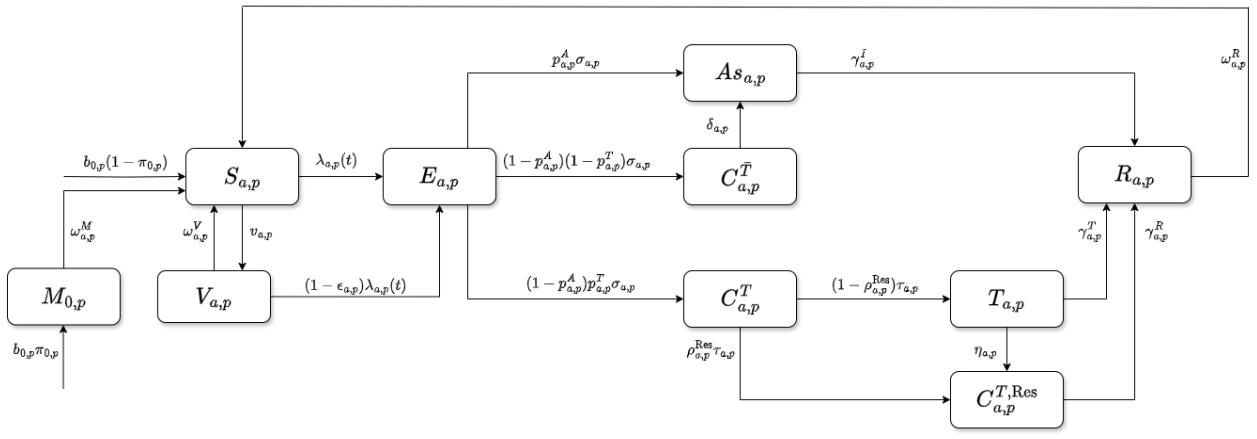 p^A_{a,p}σ_{a,p}
As_{a,p}
γ^{Ī}_{a,p}
ω^R_{a,p}
δ_{a,p}
b_{0,p}(1 − π_{0,p})
S_{a,p}
λ_{a,p}(t)
E_{a,p}
(1 − p^A_{a,p})(1 − p^T_{a,p})σ_{a,p}
C^{T̄}_{a,p}
R_{a,p}
ω^M_{a,p}
ω^V_{a,p}
v_{a,p}
γ^T_{a,p}
γ^R_{a,p}
M_{0,p}
V_{a,p}
(1 − ϵ_{a,p})λ_{a,p}(t)
(1 − p^A_{a,p})p^T_{a,p}σ_{a,p}
C^T_{a,p}
(1 − ρ^{Res}_{a,p})τ_{a,p}
T_{a,p}
b_{0,p}π_{0,p}
ρ^{Res}_{a,p}τ_{a,p}
η_{a,p}
C^{T,Res}_{a,p}